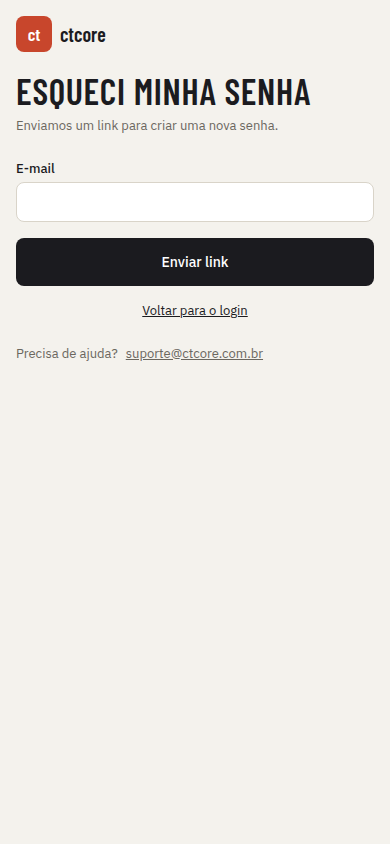 ct ctcore
ESQUECI MINHA SENHA
Enviamos um link para criar uma nova senha.
E-mail
Enviar link
Voltar para o login
Precisa de ajuda? suporte@ctcore.com.br